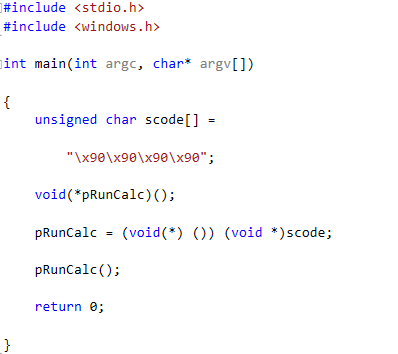 #include <stdio.h>
#include <windows.h>
int main(int argc, char* argv[])
{
unsigned char scode[] =
"\x90\x90\x90\x90";
void(*pRunCalc)();
pRunCalc = (void(*) ()) (void *)scode;
pRunCalc();
return 0;
}